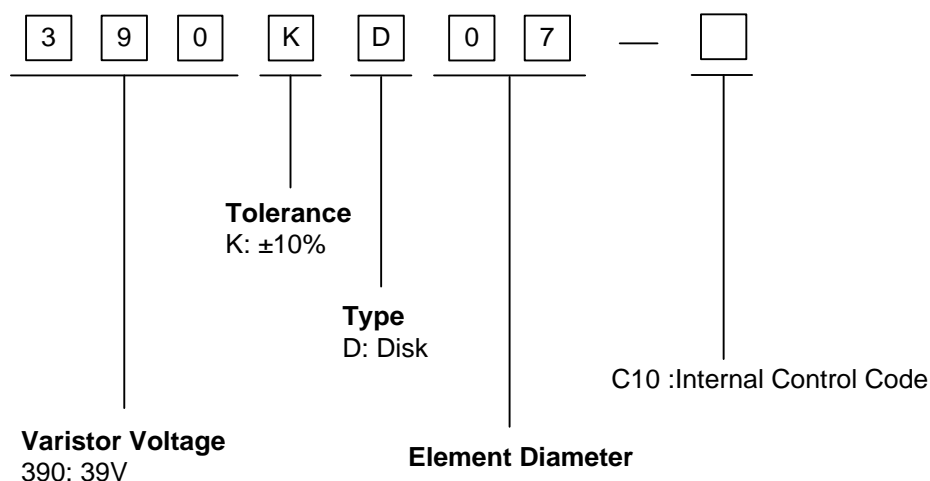 3 9 0 K D 0 7 —
Tolerance
K: ±10%
Type
D: Disk
C10 :Internal Control Code
Varistor Voltage
390: 39V
Element Diameter